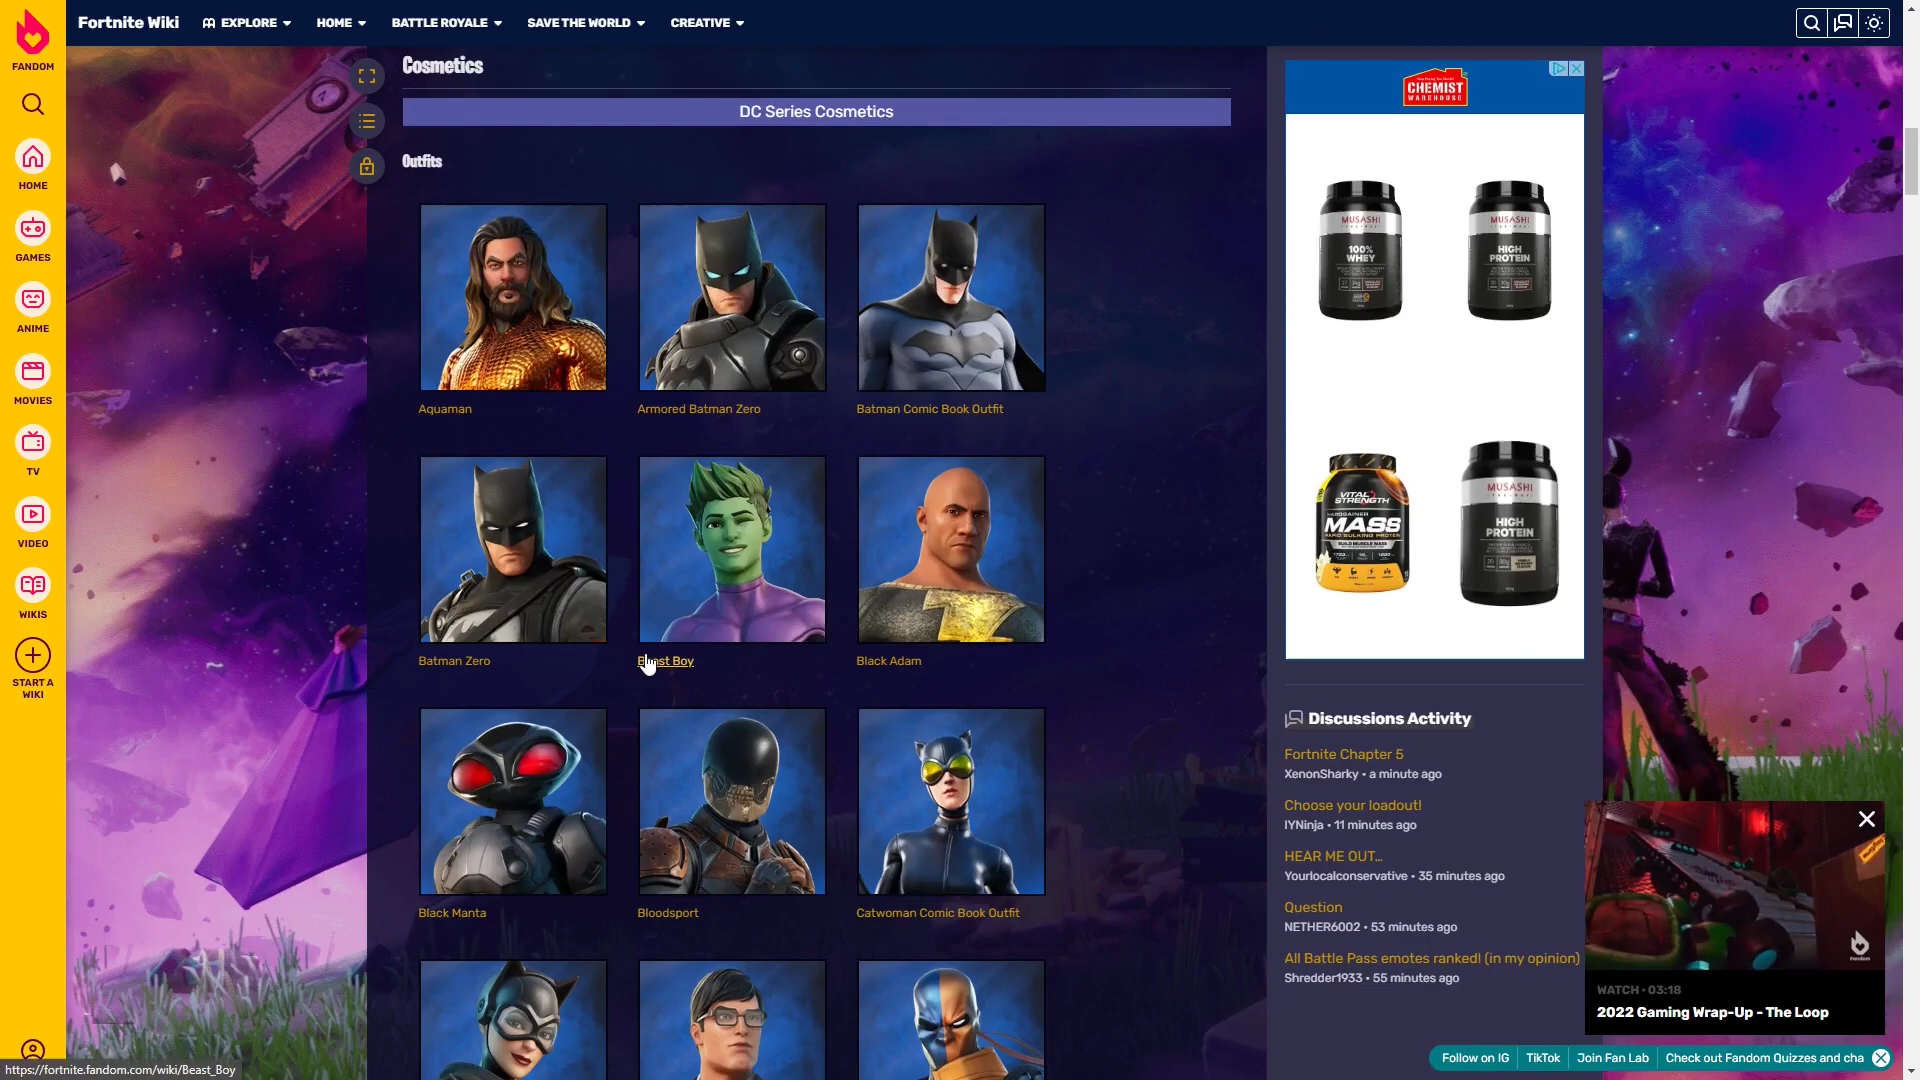 Fortnite Wiki
EXPLORE
HOME
BATTLE ROYALE
SAVE THE WORLD
CREATIVE
FANDOM
HOME
GAMES
ANIME
MOVIES
TV
VIDEO
WIKIS
START A
WIKI
Cosmetics
DC Series Cosmetics
Outfits
Aquaman
Armored Batman Zero
Batman Comic Book Outfit
Batman Zero
Beast Boy
Black Adam
Black Manta
Bloodsport
Catwoman Comic Book Outfit
CHEMIST
WAREHOUSE
MUSASHI
100%
WHEY
MUSASHI
HIGH
PROTEIN
VITAL
STRENGTH
HARDGAINER
MASS
HARD BULKING PROTEIN
MUSASHI
HIGH
PROTEIN
Discussions Activity
Fortnite Chapter 5
XenonSharky • a minute ago
Choose your loadout!
IYNinja • 11 minutes ago
HEAR ME OUT...
Yourlocalconservative • 35 minutes ago
Question
NETHER6002 • 53 minutes ago
All Battle Pass emotes ranked! (in my opinion)
Shredder1933 • 55 minutes ago
WATCH • 03:18
2022 Gaming Wrap-Up - The Loop
Follow on IG
TikTok
Join Fan Lab
Check out Fandom Quizzes and cha
https://fortnite.fandom.com/wiki/Beast_Boy